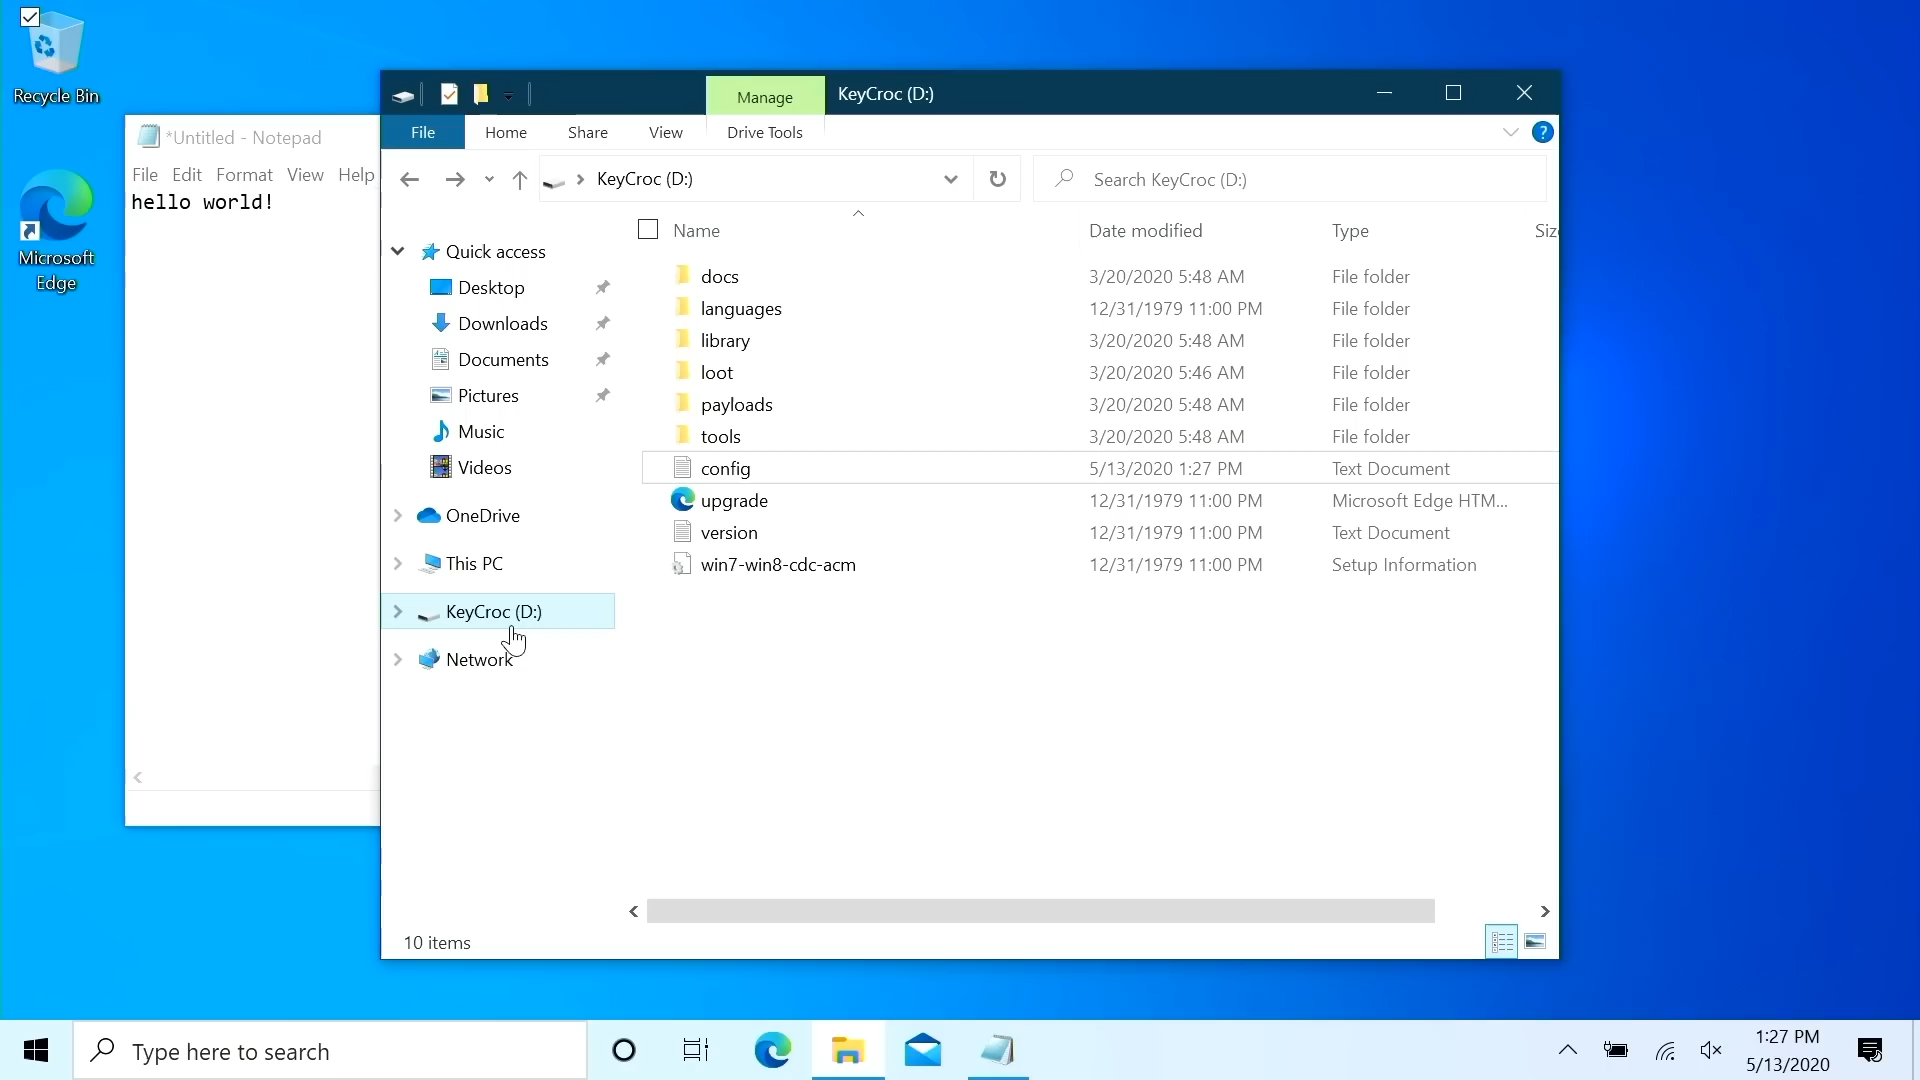 Recycle Bin
Microsoft
Edge
*Untitled - Notepad
File Edit Format View Help
hello world!
Manage
KeyCroc (D:)
File
Home
Share
View
Drive Tools
KeyCroc (D:)
Search KeyCroc (D:)
Quick access
Desktop
Downloads
Documents
Pictures
Music
Videos
OneDrive
This PC
KeyCroc (D:)
Network
Name Date modified Type
docs 3/20/2020 5:48 AM File folder
languages 12/31/1979 11:00 PM File folder
library 3/20/2020 5:48 AM File folder
loot 3/20/2020 5:46 AM File folder
payloads 3/20/2020 5:48 AM File folder
tools 3/20/2020 5:48 AM File folder
config 5/13/2020 1:27 PM Text Document
upgrade 12/31/1979 11:00 PM Microsoft Edge HTM...
version 12/31/1979 11:00 PM Text Document
win7-win8-cdc-acm 12/31/1979 11:00 PM Setup Information
10 items
Type here to search
1:27 PM
5/13/2020